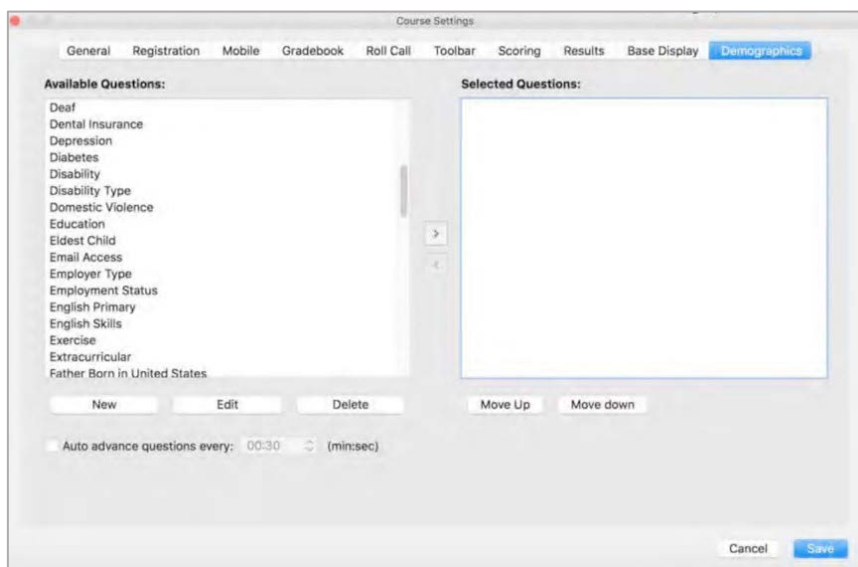 Course Settings
General Registration Mobile Gradebook Roll Call Toolbar Scoring Results Base Display Demographics
Available Questions:
Deaf
Dental Insurance
Depression
Diabetes
Disability
Disability Type
Domestic Violence
Education
Eldest Child
Email Access
Employer Type
Employment Status
English Primary
English Skills
Exercise
Extracurricular
Father Born in United States
Selected Questions:
>
<
New Edit Delete
Move Up Move down
Auto advance questions every: 00:30 (min:sec)
Cancel Save